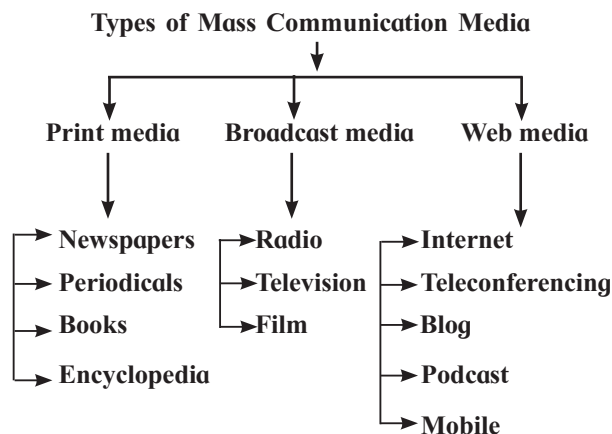 Types of Mass Communication Media
Print media
Broadcast media
Web media
Newspapers
Periodicals
Books
Encyclopedia
Radio
Television
Film
Internet
Teleconferencing
Blog
Podcast
Mobile